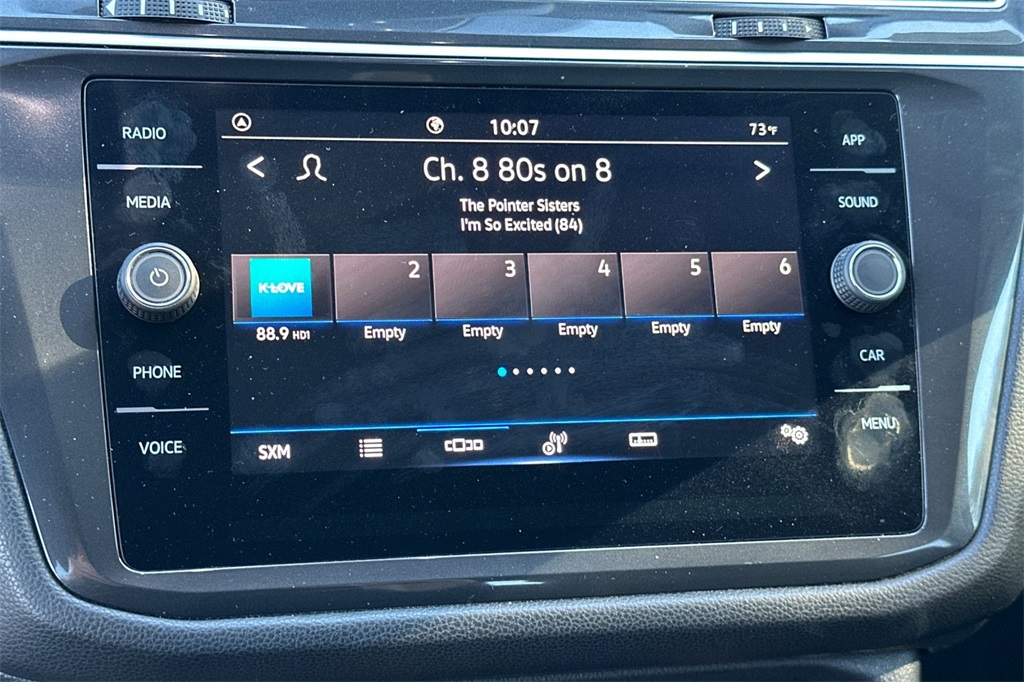 RADIO
MEDIA
PHONE
VOICE
10:07
73°F
Ch. 8 80s on 8
The Pointer Sisters
I'm So Excited (84)
K-LOVE
2
3
4
5
6
88.9 HD1
Empty
Empty
Empty
Empty
Empty
SXM
APP
SOUND
CAR
MENU